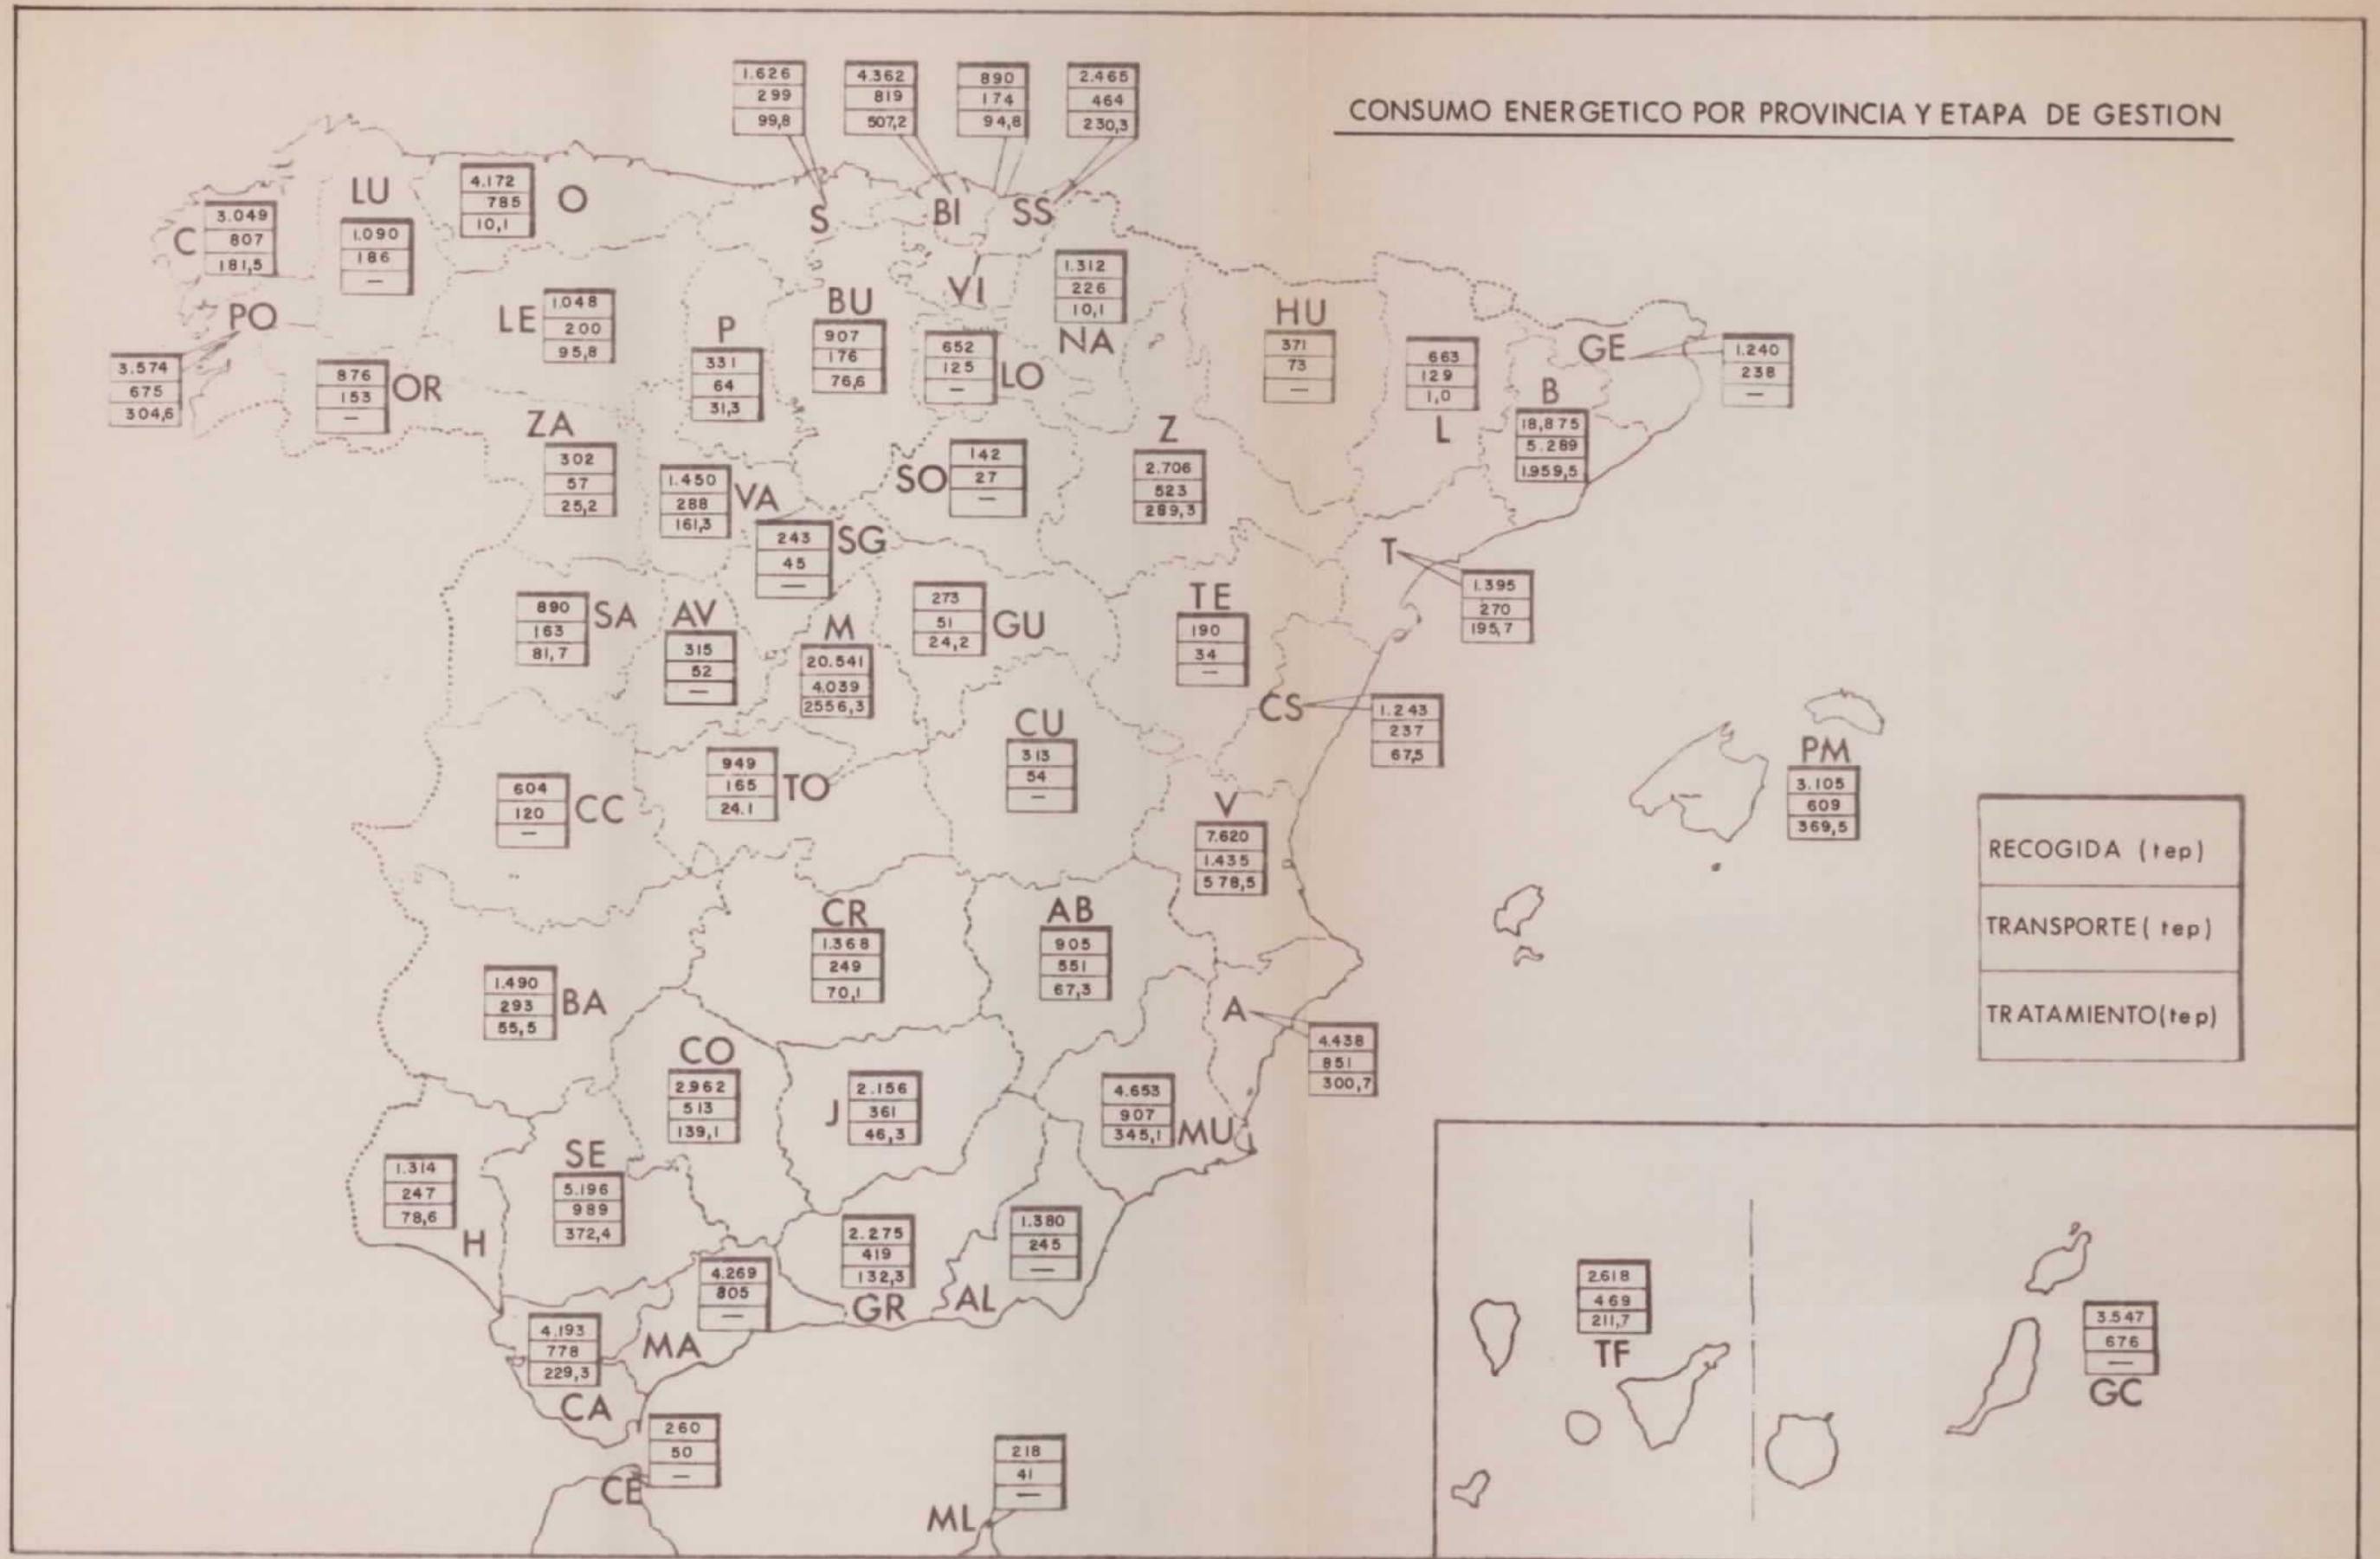 CONSUMO ENERGETICO POR PROVINCIA Y ETAPA DE GESTION
1.626
299
99,8
S
4.362
819
507,2
BI
890
174
94,8
VI
2.465
464
230,3
SS
C
3.049
807
181,5
LU
1.090
186
—
4.172
785
10,1
O
PO
3.574
675
304,6
876
153
—
OR
LE
1.048
200
95,8
P
331
64
31,3
BU
907
176
76,6
652
125
—
LO
1.312
226
10,1
NA
HU
371
73
—
663
129
1,0
L
GE
1.240
238
—
B
18,875
5.289
1.959,5
ZA
302
57
25,2
1.450
288
161,3
VA
SO
142
27
—
Z
2.706
523
289,3
243
45
—
SG
T
1.395
270
195,7
890
163
81,7
SA
AV
315
52
—
M
20.541
4.039
2556,3
273
51
24,2
GU
TE
190
34
—
CS
1.243
237
67,5
604
120
—
CC
949
165
24.1
TO
CU
313
54
—
V
7.620
1.435
578,5
PM
3.105
609
369,5
RECOGIDA (tep)
TRANSPORTE( tep)
TRATAMIENTO(tep)
1.490
293
55,5
BA
CR
1.368
249
70,1
AB
905
551
67,3
A
4.438
851
300,7
CO
2.962
513
139,1
J
2.156
361
46,3
4.653
907
345,1
MU
1.314
247
78,6
H
SE
5.196
989
372,4
4.269
805
—
MA
2.275
419
132,3
GR
1.380
245
—
AL
4.193
778
229,3
CA
260
50
—
CE
218
41
—
ML
2.618
469
211,7
TF
3.547
676
—
GC